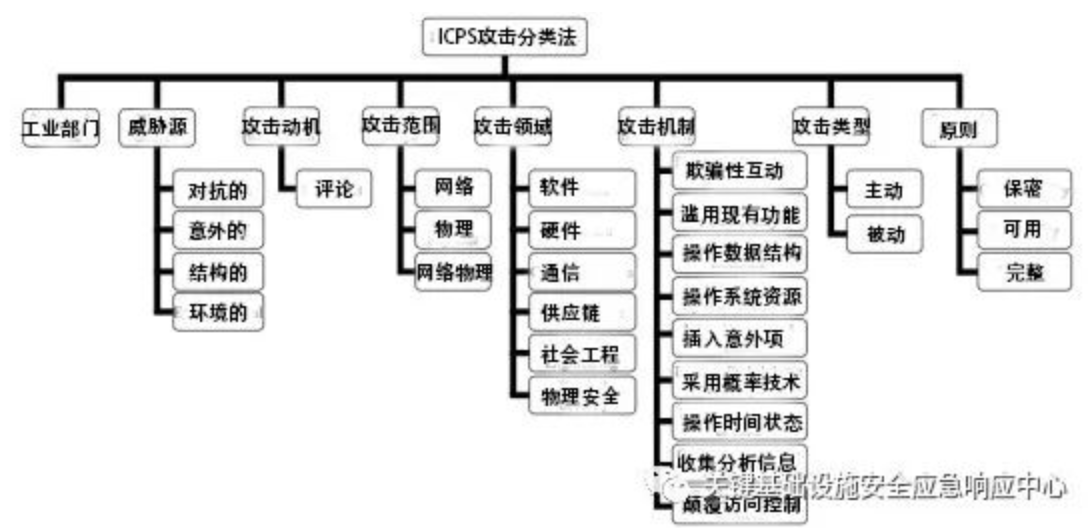 ICPS攻击分类法
工业部门
威胁源
对抗的
意外的
结构的
环境的
攻击动机
评论
攻击范围
网络
物理
网络物理
攻击领域
软件
硬件
通信
供应链
社会工程
物理安全
攻击机制
欺骗性互动
滥用现有功能
操作数据结构
操作系统资源
插入意外项
采用概率技术
操作时间状态
收集分析信息
颠覆访问控制
攻击类型
主动
被动
原则
保密
可用
完整
关键基础设施安全应急响应中心